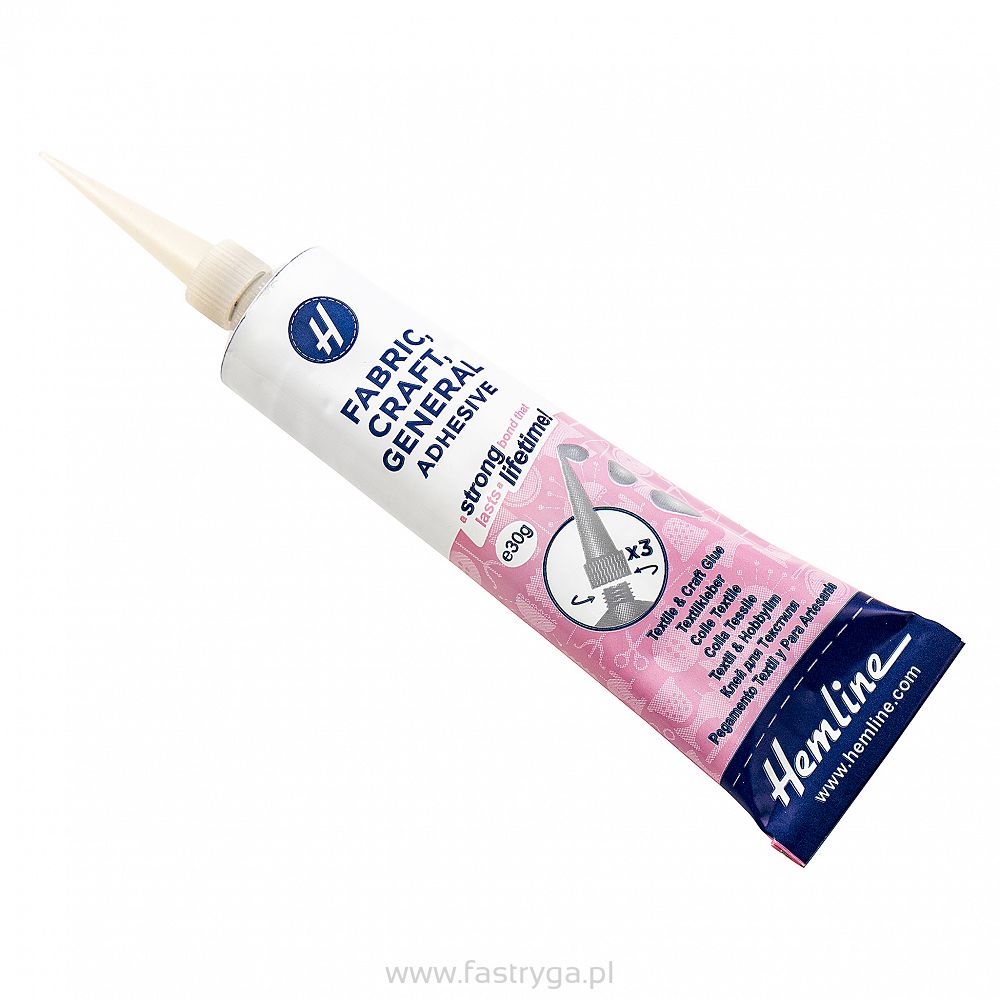 H
FABRIC,
CRAFT,
GENERAL
ADHESIVE
a strong bond that
lasts a lifetime!
e30g
x3
Textile & Craft Glue
Textilkleber
Colle Textile
Colla Tessile
Textil & Hobbylim
Клей для Текстиля
Pegamento Textil y Para Artesanie
Hemline
www.hemline.com
www.fastryga.pl